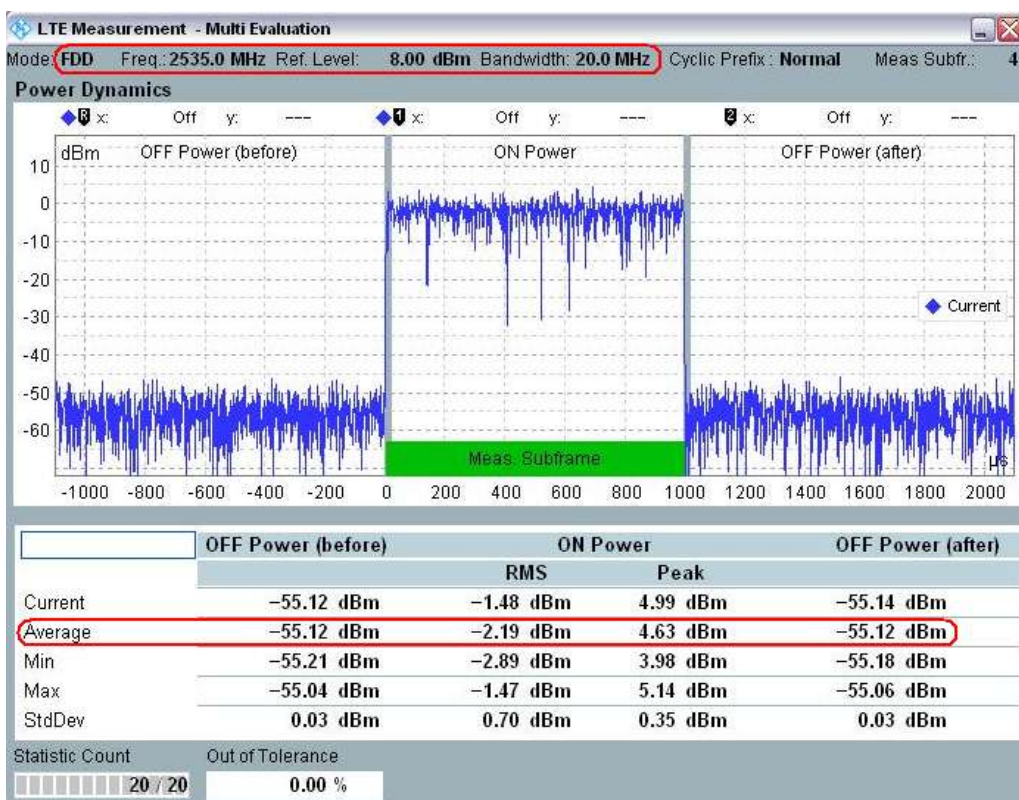 LTE Measurement - Multi Evaluation
Mode: FDD Freq.: 2535.0 MHz Ref. Level: 8.00 dBm Bandwidth: 20.0 MHz Cyclic Prefix: Normal Meas Subfr.: 4
Power Dynamics
R x: Off y: --- 1 x: Off y: --- 2 x: Off y: ---
dBm OFF Power (before) ON Power OFF Power (after)
10
0
-10
-20
-30
Current
-40
-50
-60
Meas. Subframe
µs
-1000 -800 -600 -400 -200 0 200 400 600 800 1000 1200 1400 1600 1800 2000
OFF Power (before) ON Power OFF Power (after)
RMS Peak
Current −55.12 dBm −1.48 dBm 4.99 dBm −55.14 dBm
Average −55.12 dBm −2.19 dBm 4.63 dBm −55.12 dBm
Min −55.21 dBm −2.89 dBm 3.98 dBm −55.18 dBm
Max −55.04 dBm −1.47 dBm 5.14 dBm −55.06 dBm
StdDev 0.03 dBm 0.70 dBm 0.35 dBm 0.03 dBm
Statistic Count Out of Tolerance
20 / 20 0.00 %